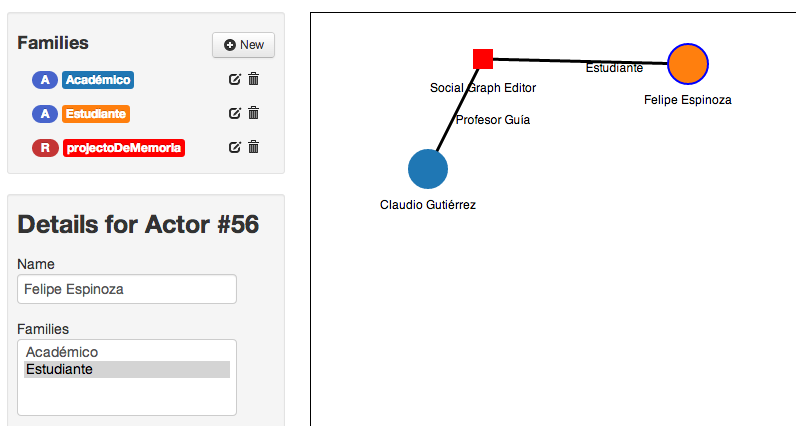 Families
New
A Académico
A Estudiante
R projectoDeMemoria
Details for Actor #56
Name
Felipe Espinoza
Families
Académico
Estudiante
Estudiante
Social Graph Editor
Felipe Espinoza
Profesor Guía
Claudio Gutiérrez